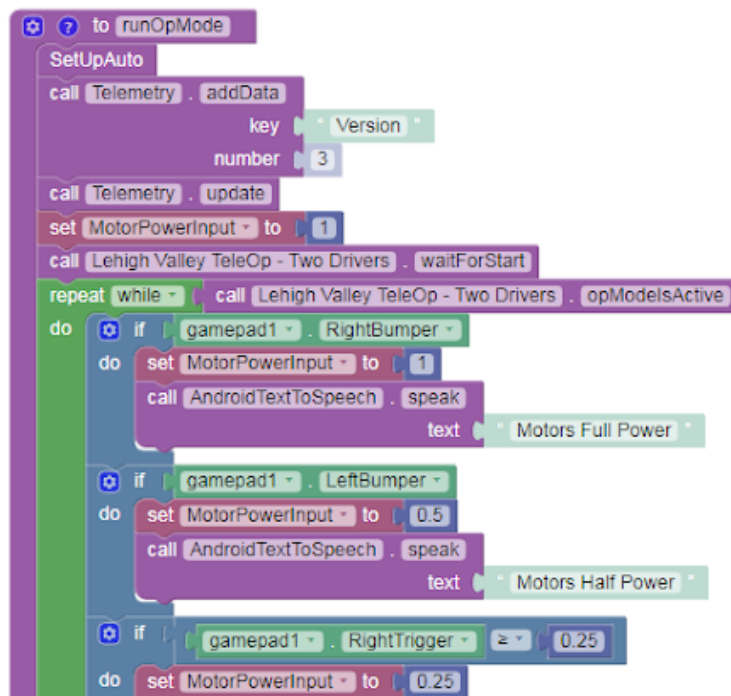 to runOpMode
SetUpAuto
call Telemetry . addData
key " Version "
number 3
call Telemetry . update
set MotorPowerInput to 1
call Lehigh Valley TeleOp - Two Drivers . waitForStart
repeat while call Lehigh Valley TeleOp - Two Drivers . opModeIsActive
do if gamepad1 . RightBumper
do set MotorPowerInput to 1
call AndroidTextToSpeech . speak
text " Motors Full Power "
if gamepad1 . LeftBumper
do set MotorPowerInput to 0.5
call AndroidTextToSpeech . speak
text " Motors Half Power "
if gamepad1 . RightTrigger ≥ 0.25
do set MotorPowerInput to 0.25